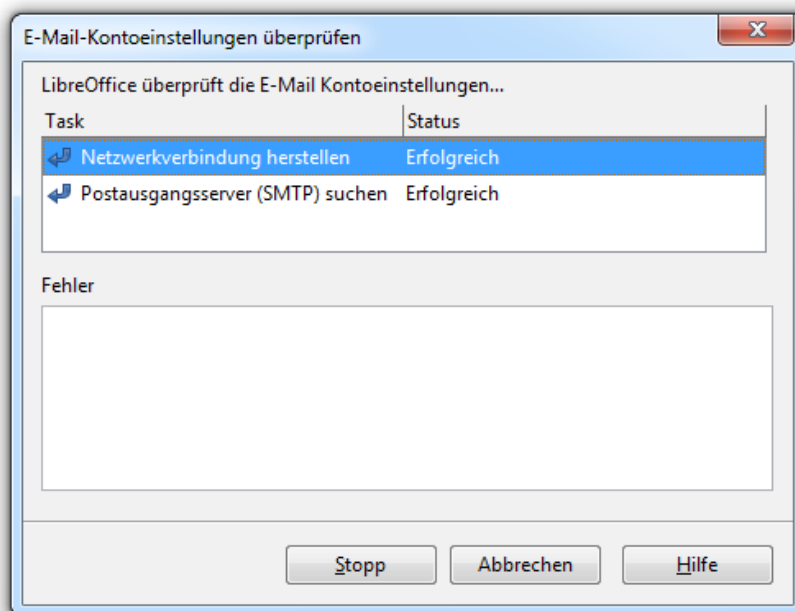 E-Mail-Kontoeinstellungen überprüfen
LibreOffice überprüft die E-Mail Kontoeinstellungen...
Task Status
Netzwerkverbindung herstellen Erfolgreich
Postausgangsserver (SMTP) suchen Erfolgreich
Fehler
Stopp Abbrechen Hilfe